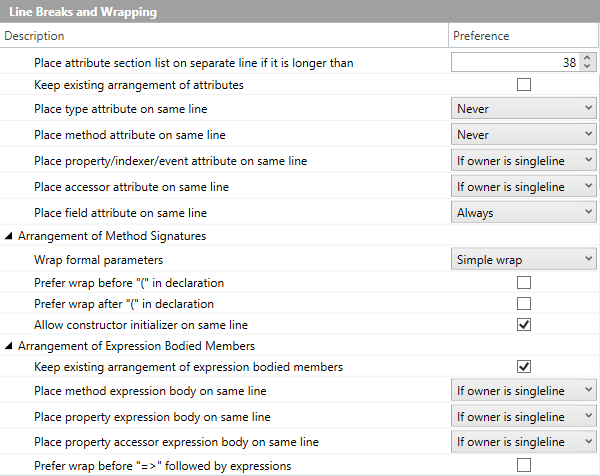 Line Breaks and Wrapping
Description Preference
Place attribute section list on separate line if it is longer than 38
Keep existing arrangement of attributes
Place type attribute on same line Never
Place method attribute on same line Never
Place property/indexer/event attribute on same line If owner is singleline
Place accessor attribute on same line If owner is singleline
Place field attribute on same line Always
Arrangement of Method Signatures
Wrap formal parameters Simple wrap
Prefer wrap before "(" in declaration
Prefer wrap after "(" in declaration
Allow constructor initializer on same line
Arrangement of Expression Bodied Members
Keep existing arrangement of expression bodied members
Place method expression body on same line If owner is singleline
Place property expression body on same line If owner is singleline
Place property accessor expression body on same line If owner is singleline
Prefer wrap before "=>" followed by expressions